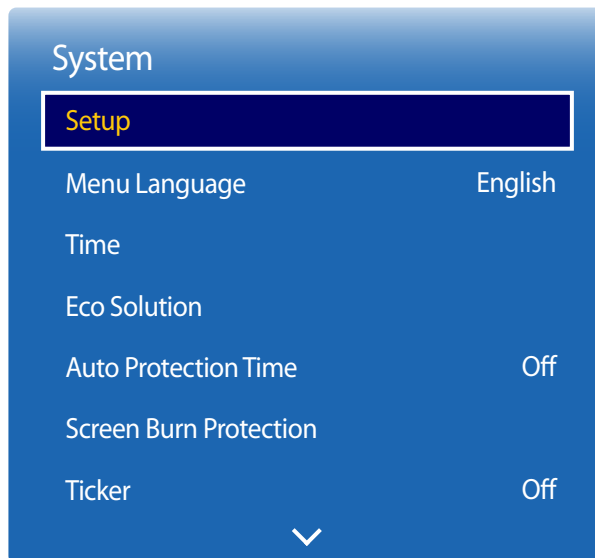 System
Setup
Menu Language English
Time
Eco Solution
Auto Protection Time Off
Screen Burn Protection
Ticker Off